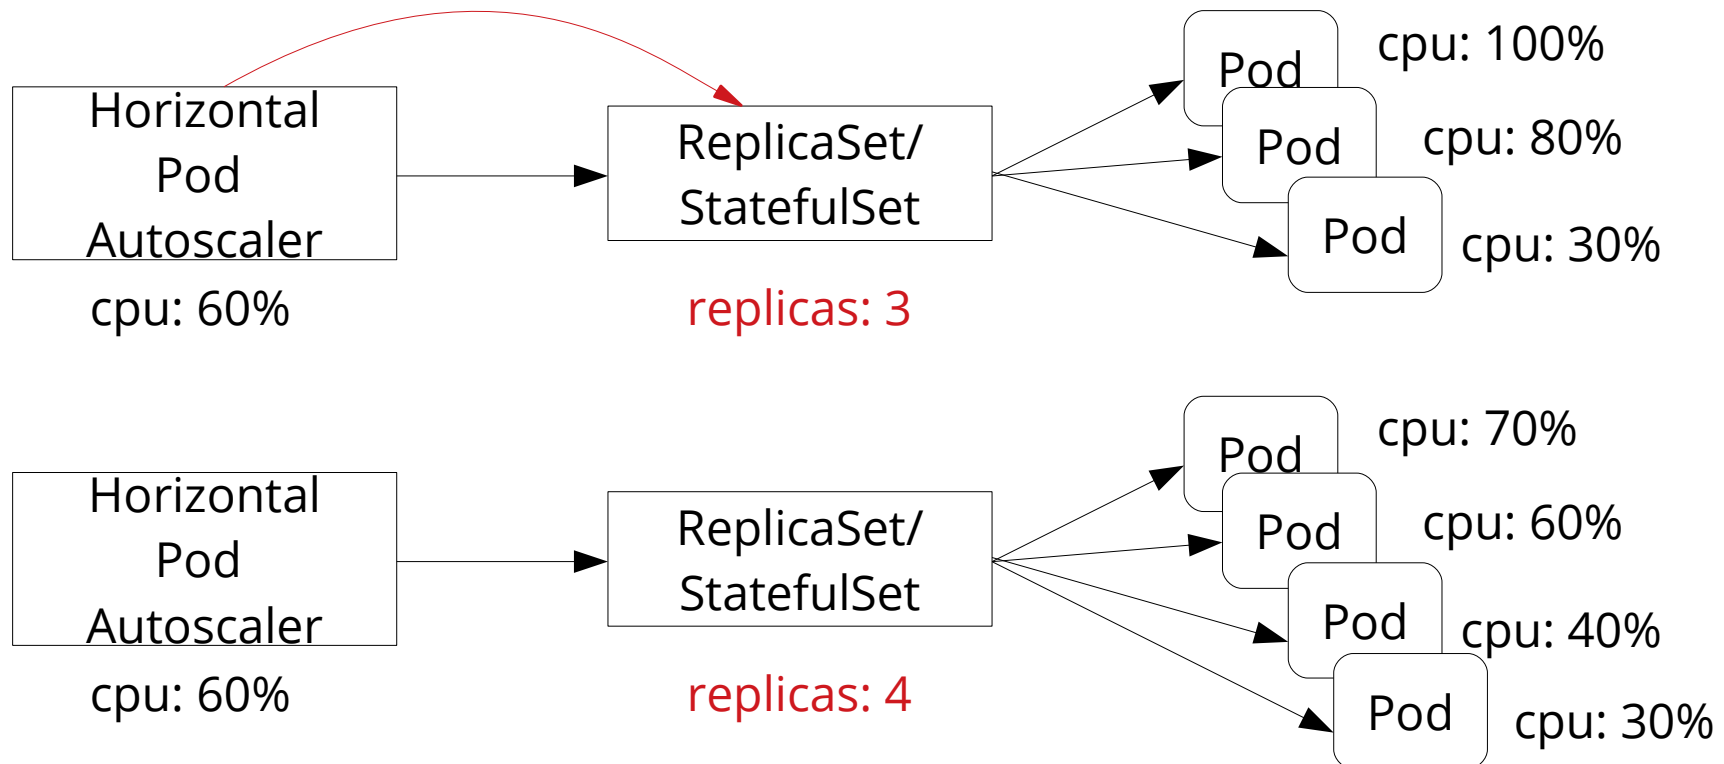 Horizontal
Pod
Autoscaler
cpu: 60%
ReplicaSet/
StatefulSet
replicas: 3
Pod
cpu: 100%
Pod
cpu: 80%
Pod
cpu: 30%
Horizontal
Pod
Autoscaler
cpu: 60%
ReplicaSet/
StatefulSet
replicas: 4
Pod
cpu: 70%
Pod
cpu: 60%
Pod
cpu: 40%
Pod
cpu: 30%